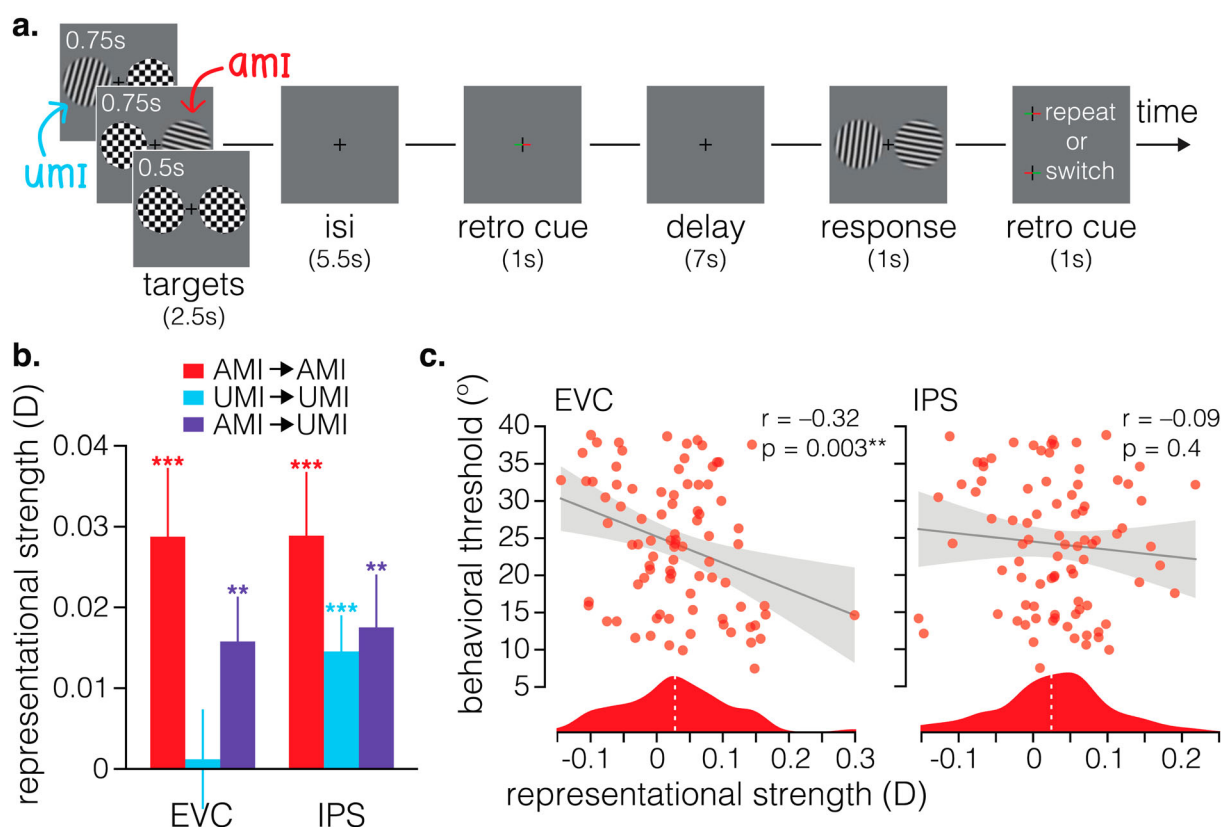 a.
0.75s
0.75s
0.5s
umı
amı
targets
(2.5s)
isi
(5.5s)
retro cue
(1s)
delay
(7s)
response
(1s)
repeat
or
switch
retro cue
(1s)
time
b.
AMI → AMI
UMI → UMI
AMI → UMI
representational strength (D)
0.04
0.03
0.02
0.01
0
***
**
***
***
**
EVC
IPS
c.
EVC
r = –0.32
p = 0.003**
IPS
r = –0.09
p = 0.4
behavioral threshold (°)
40
35
30
25
20
15
10
5
-0.1 0 0.1 0.2 0.3
-0.1 0 0.1 0.2
representational strength (D)